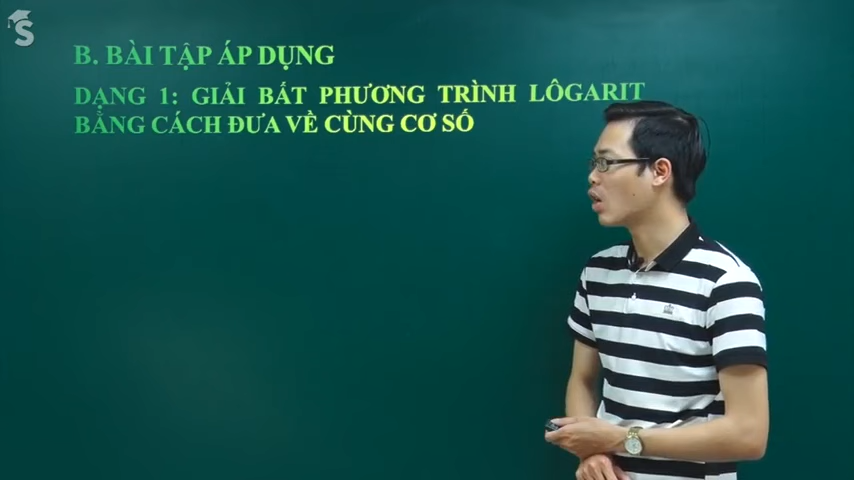 S
B. BÀI TẬP ÁP DỤNG
DẠNG 1: GIẢI BẤT PHƯƠNG TRÌNH LÔGARIT
BẰNG CÁCH ĐƯA VỀ CÙNG CƠ SỐ